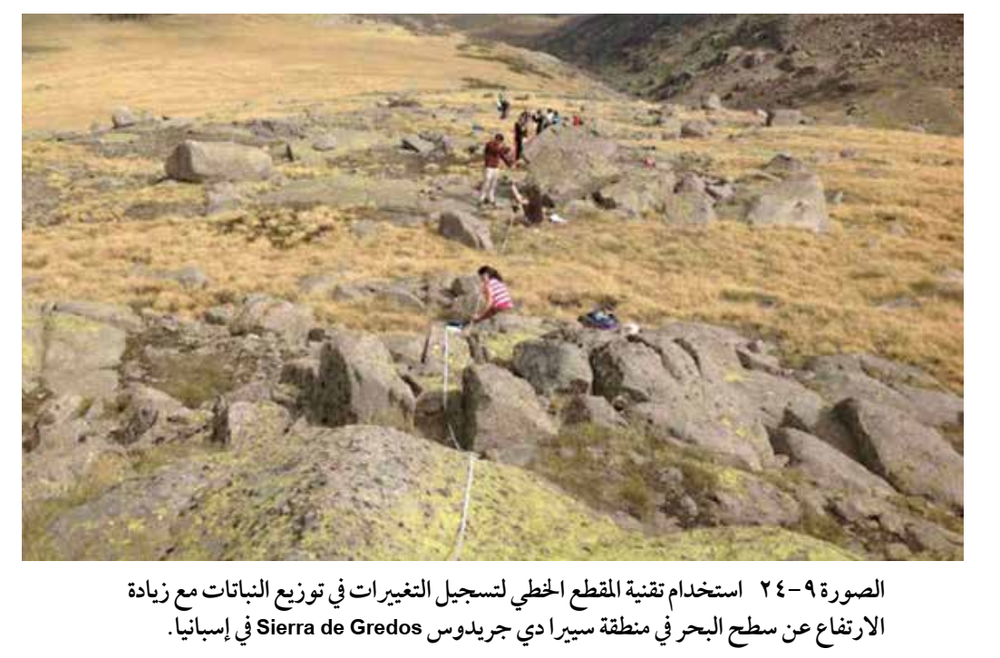 الصورة ٩-٢٤ استخدام تقنية المقطع الخطي لتسجيل التغييرات في توزيع النباتات مع زيادة
الارتفاع عن سطح البحر في منطقة سييرا دي جريدوس Sierra de Gredos في إسبانيا.